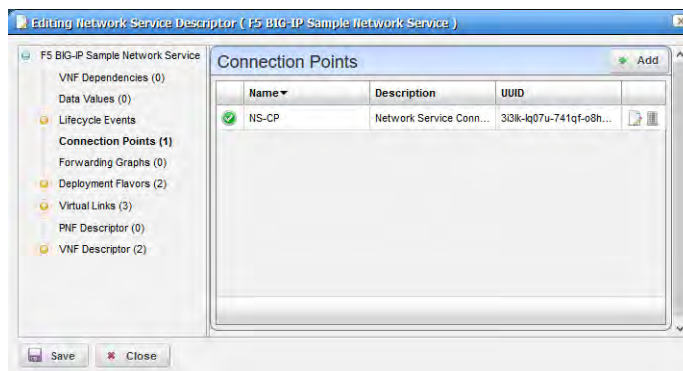 Editing Network Service Descriptor ( F5 BIG-IP Sample Network Service )
F5 BIG-IP Sample Network Service
VNF Dependencies (0)
Data Values (0)
Lifecycle Events
Connection Points (1)
Forwarding Graphs (0)
Deployment Flavors (2)
Virtual Links (3)
PNF Descriptor (0)
VNF Descriptor (2)
Connection Points
Add
Name Description UUID
NS-CP Network Service Conn... 3i3lk-lq07u-741qf-o8h...
Save Close